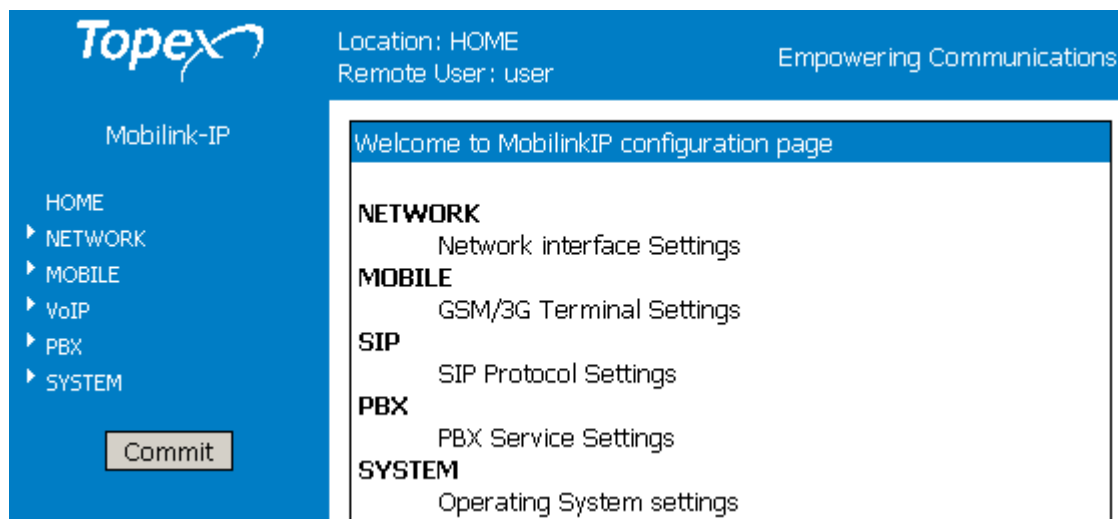 Topex
Location: HOME
Remote User: user
Empowering Communications
Mobilink-IP
HOME
NETWORK
MOBILE
VoIP
PBX
SYSTEM
Commit
Welcome to MobilinkIP configuration page
NETWORK
Network interface Settings
MOBILE
GSM/3G Terminal Settings
SIP
SIP Protocol Settings
PBX
PBX Service Settings
SYSTEM
Operating System settings